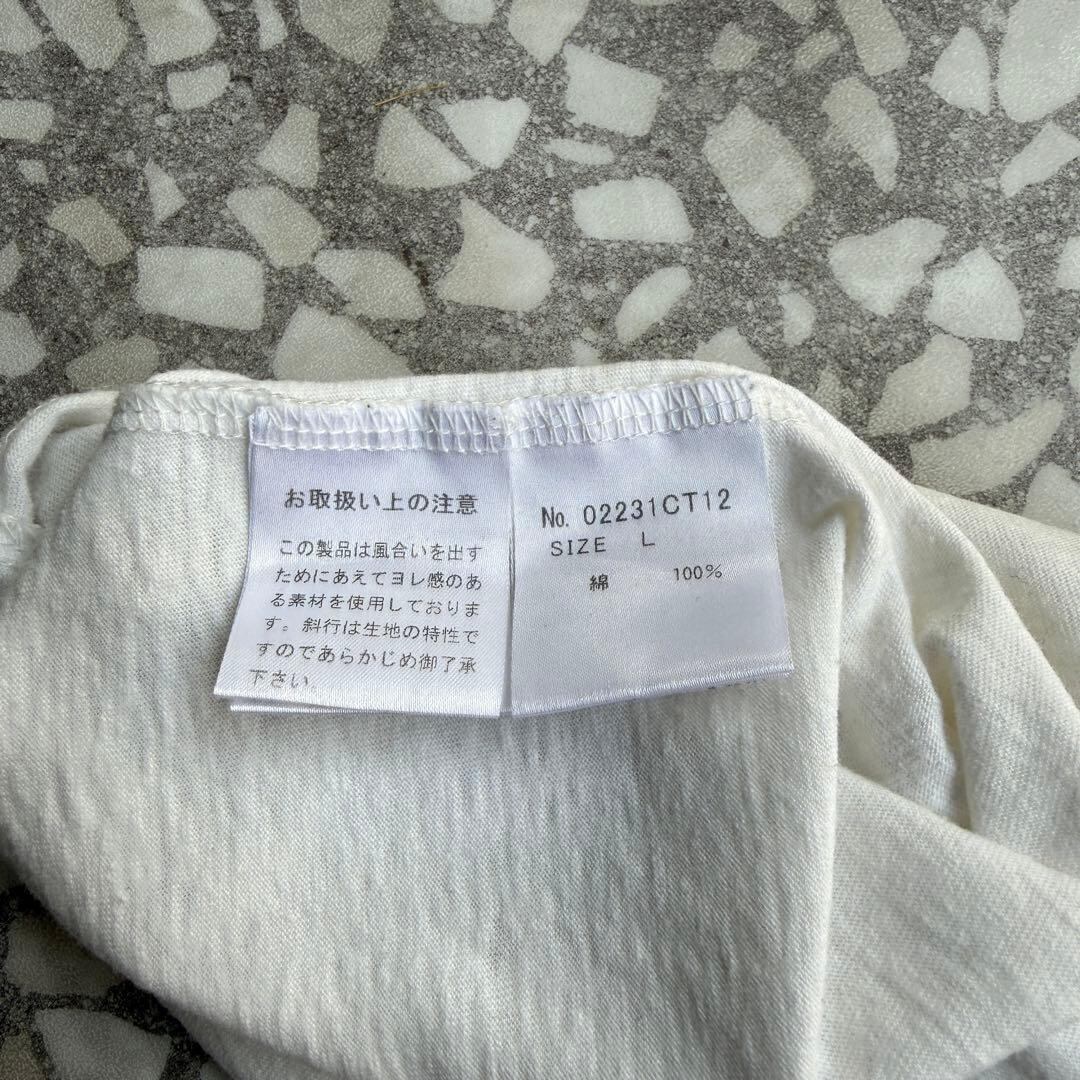 お取扱い上の注意
この製品は風合いを出す
ためにあえてヨレ感のあ
る素材を使用しておりま
す。斜行は生地の特性で
すのであらかじめ御了承
下さい。
No. 02231CT12
SIZE L
綿 100%